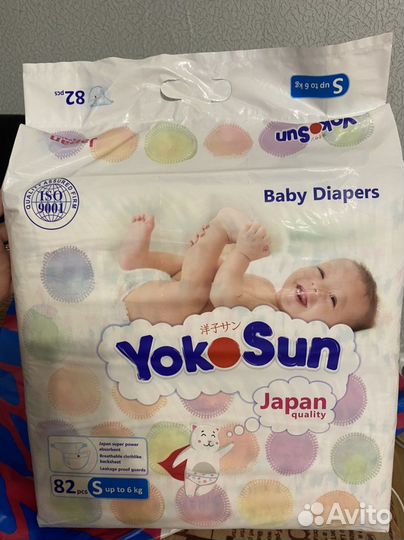 82 pcs
S up to 6 kg
Japan
YokoSun
QUALITY-ASSURED FIRM
ISO
9001
Baby Diapers
洋子サン
YokoSun
Japan
quality
Japan super power
absorbent
Breathable clothlike
backsheet
Leakage proof guards
82 pcs S up to 6 kg
Avito